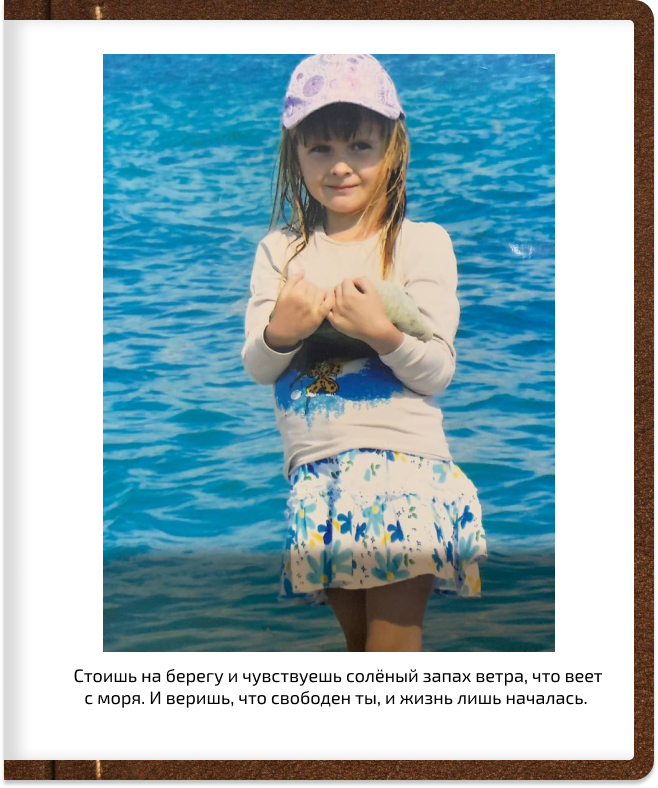 Стоишь на берегу и чувствуешь солёный запах ветра, что веет
с моря. И веришь, что свободен ты, и жизнь лишь началась.